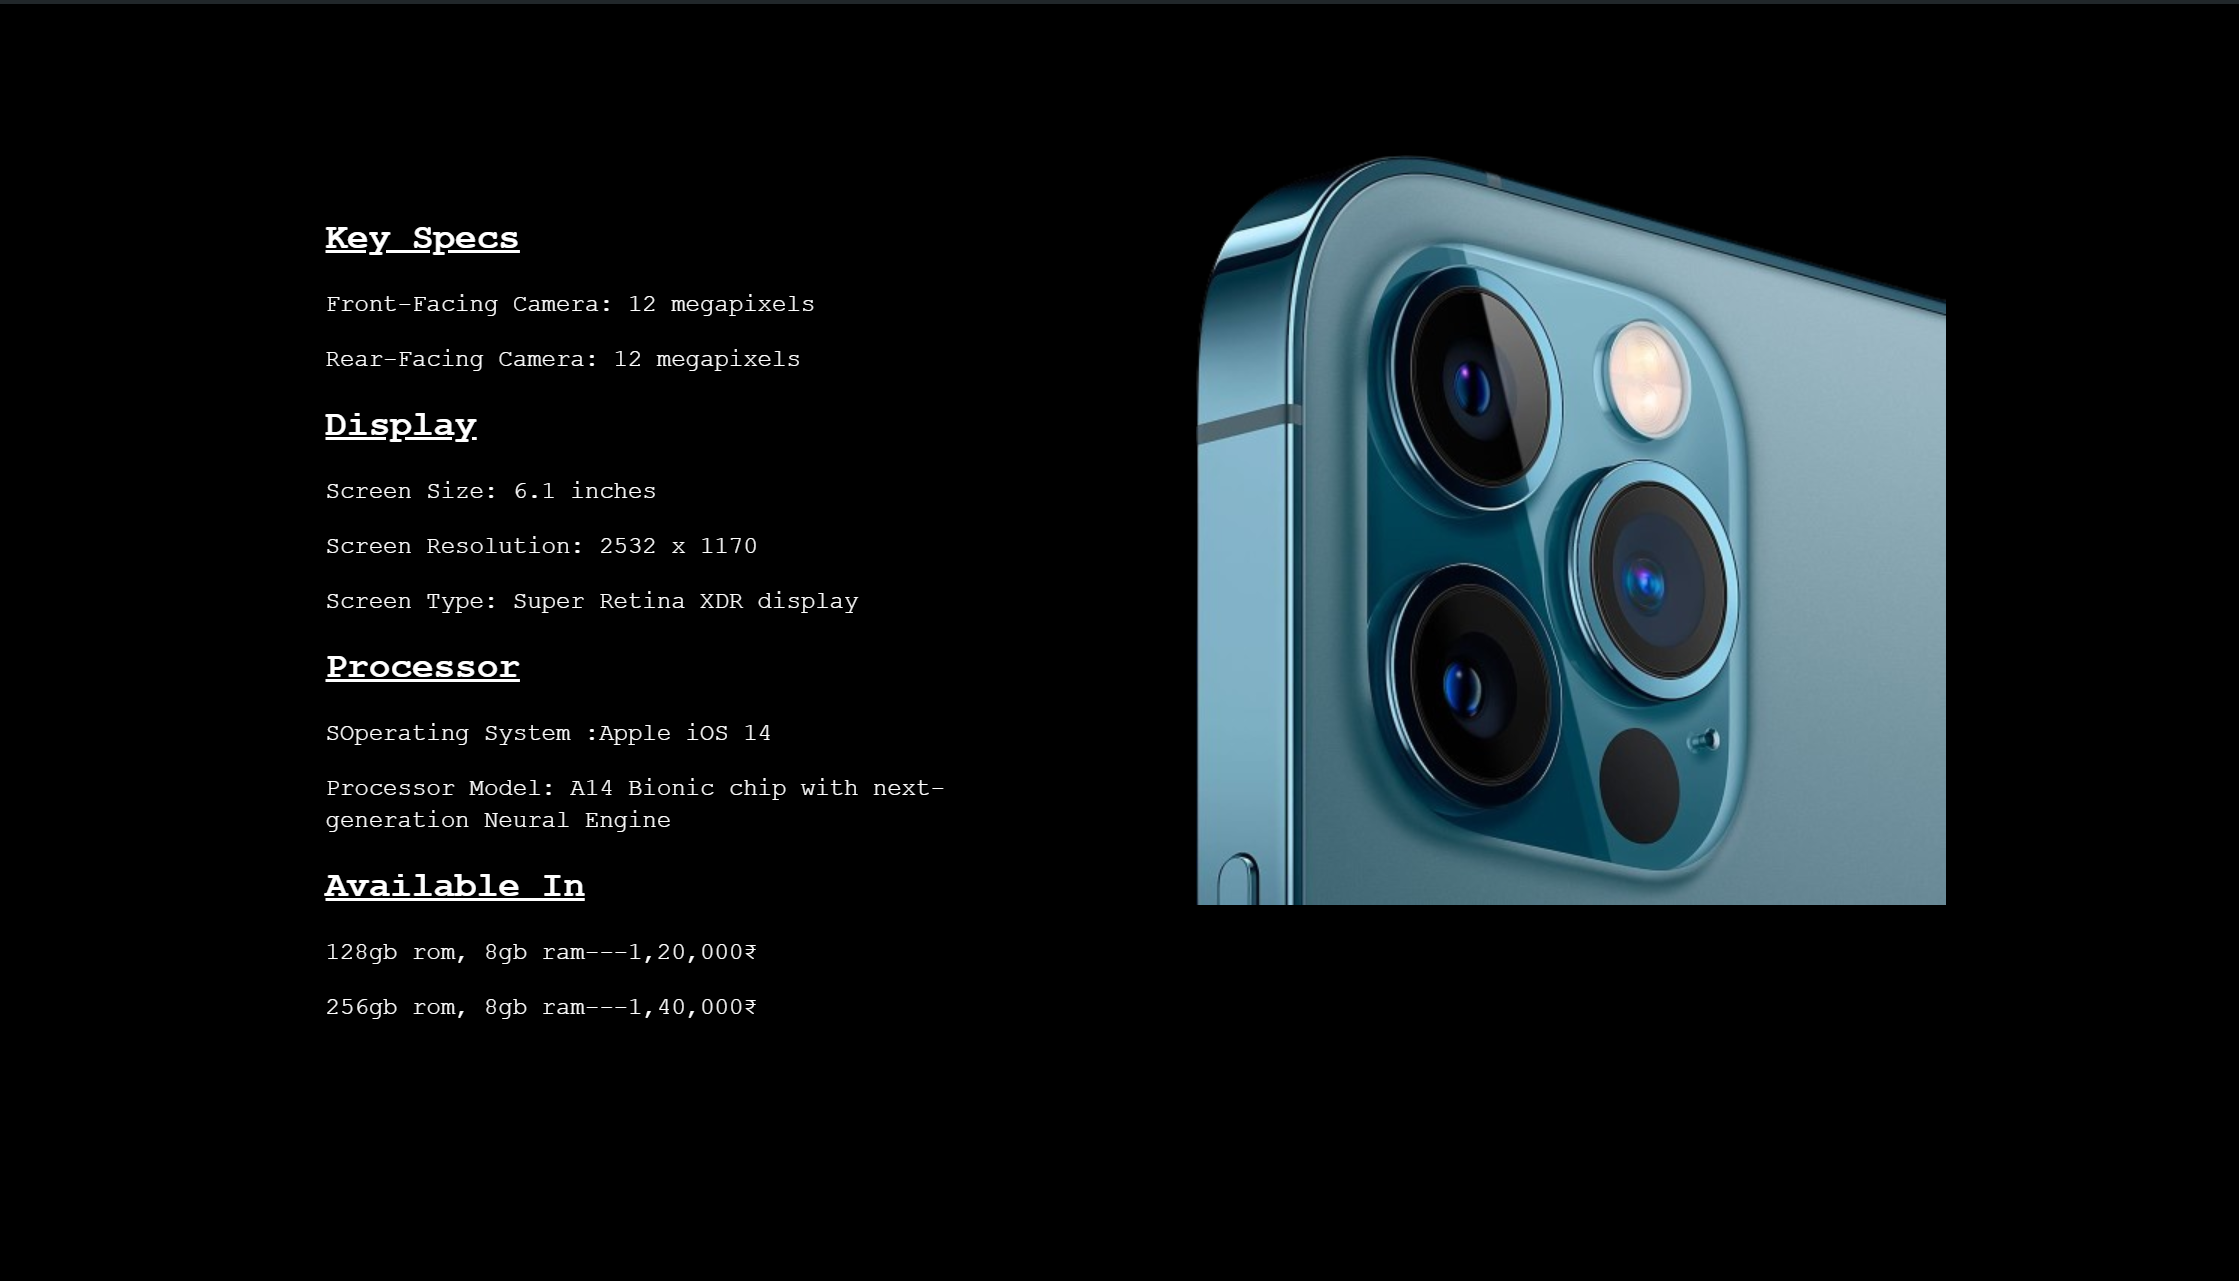 Key Specs
Front-Facing Camera: 12 megapixels
Rear-Facing Camera: 12 megapixels
Display
Screen Size: 6.1 inches
Screen Resolution: 2532 x 1170
Screen Type: Super Retina XDR display
Processor
SOperating System :Apple iOS 14
Processor Model: A14 Bionic chip with next-
generation Neural Engine
Available In
128gb rom, 8gb ram---1,20,000₹
256gb rom, 8gb ram---1,40,000₹